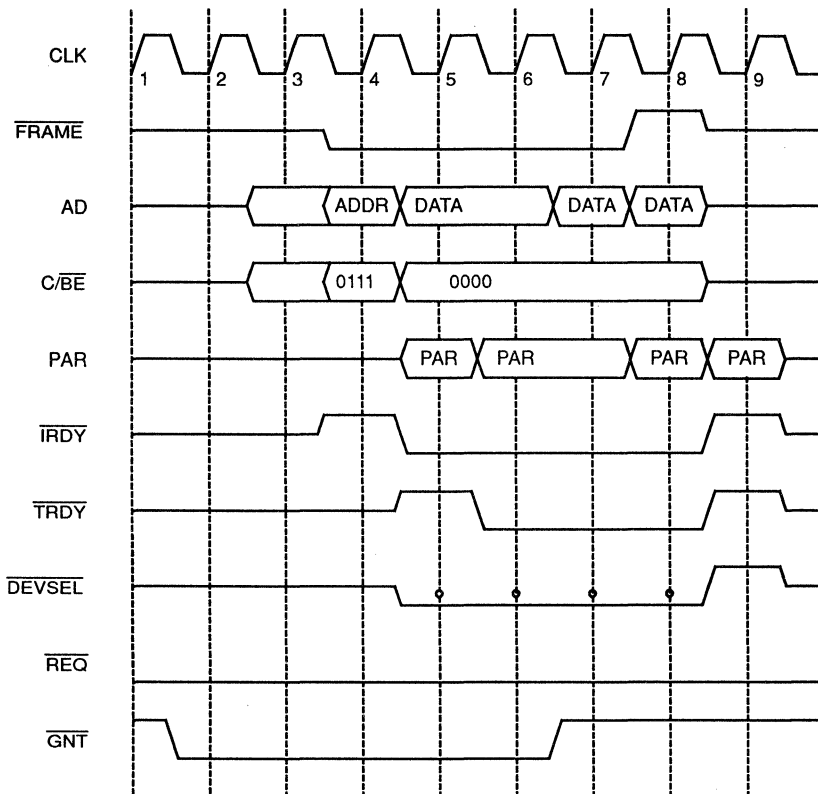 CLK
1 2 3 4 5 6 7 8 9
FRAME
AD ADDR DATA DATA DATA
C/BE 0111 0000
PAR PAR PAR PAR PAR
IRDY
TRDY
DEVSEL
REQ
GNT